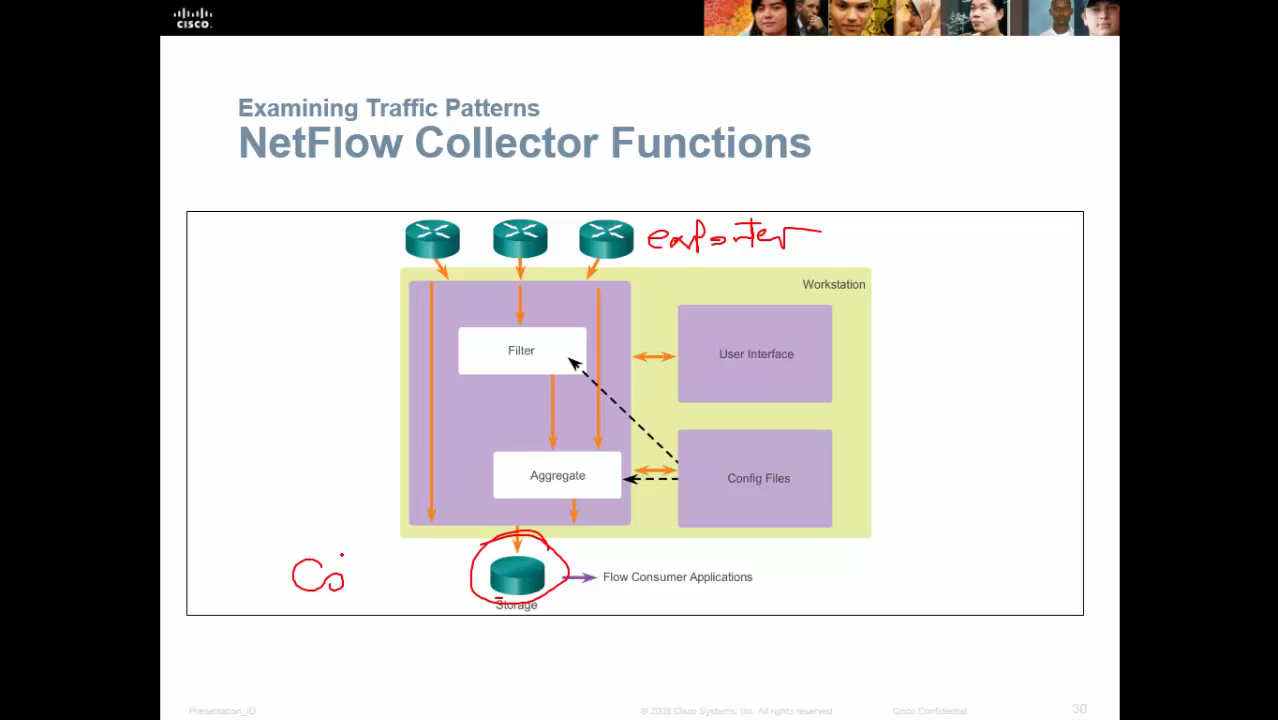 CISCO.
Examining Traffic Patterns
NetFlow Collector Functions
exporter
Workstation
Filter
User Interface
Aggregate
Config Files
Co
Flow Consumer Applications
Storage
Presentation_ID
© 2008 Cisco Systems, Inc. All rights reserved.
Cisco Confidential
30